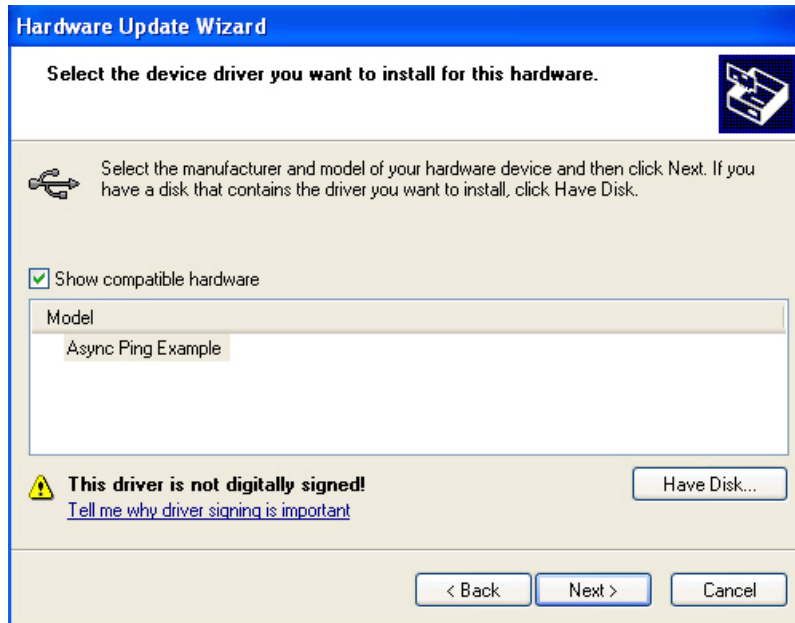 Hardware Update Wizard
Select the device driver you want to install for this hardware.
Select the manufacturer and model of your hardware device and then click Next. If you
have a disk that contains the driver you want to install, click Have Disk.
Show compatible hardware
Model
Async Ping Example
This driver is not digitally signed!
Tell me why driver signing is important
Have Disk...
< Back
Next >
Cancel